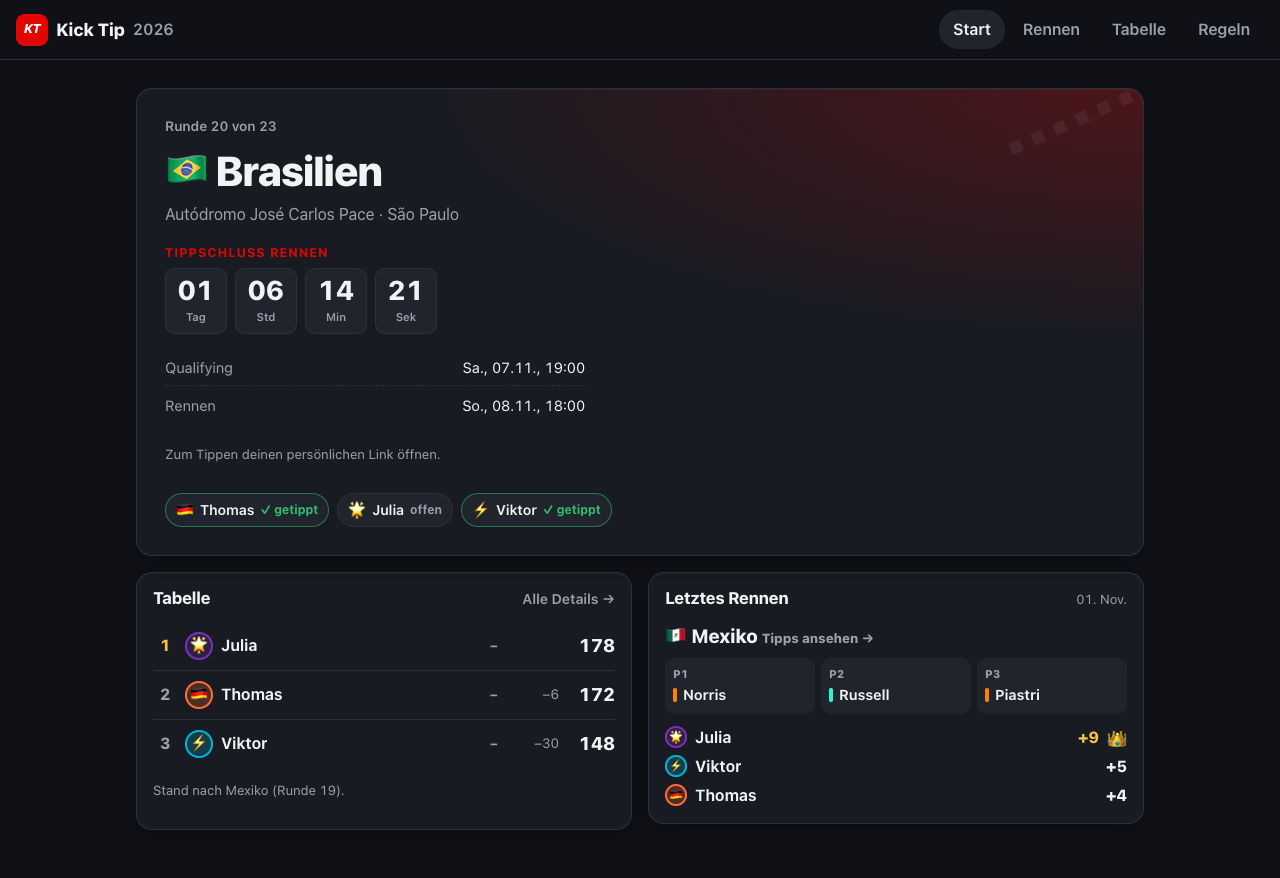 KT Kick Tip 2026 Start Rennen Tabelle Regeln
Runde 20 von 23
🇧🇷 Brasilien
Autódromo José Carlos Pace · São Paulo
TIPPSCHLUSS RENNEN
01 06 14 21
Tag Std Min Sek
Qualifying Sa., 07.11., 19:00
Rennen So., 08.11., 18:00
Zum Tippen deinen persönlichen Link öffnen.
🇩🇪 Thomas ✓ getippt 🌟 Julia offen ⚡ Viktor ✓ getippt
Tabelle Alle Details →
1 🌟 Julia – 178
2 🇩🇪 Thomas – –6 172
3 ⚡ Viktor – –30 148
Stand nach Mexiko (Runde 19).
Letztes Rennen 01. Nov.
🇲🇽 Mexiko Tipps ansehen →
P1 P2 P3
Norris Russell Piastri
🌟 Julia +9 👑
⚡ Viktor +5
🇩🇪 Thomas +4